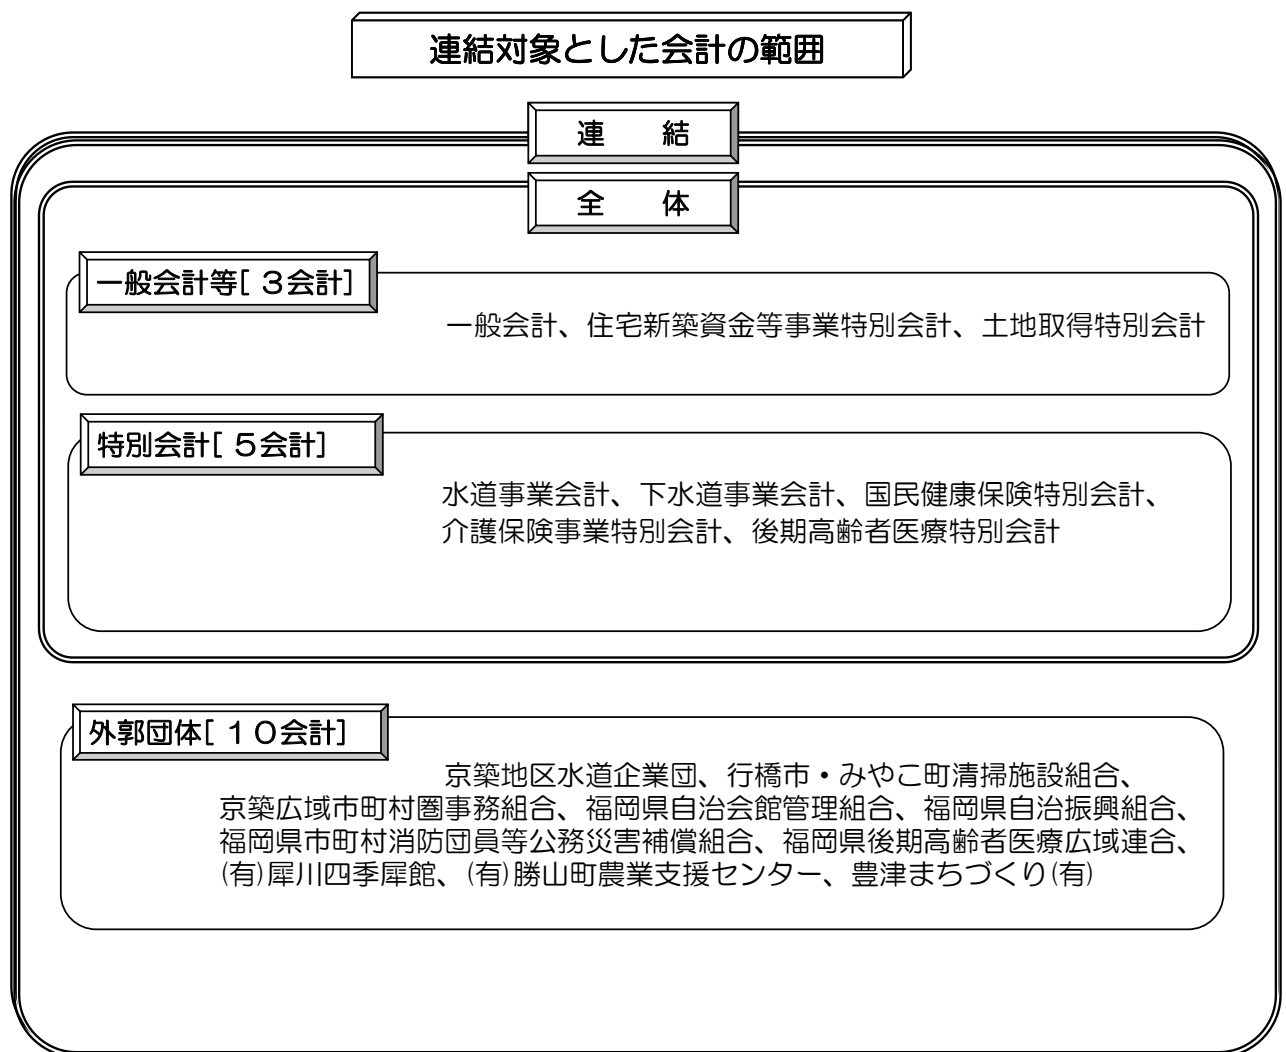 連結対象とした会計の範囲
連　　結
全　　体
一般会計等[ ３会計]
一般会計、住宅新築資金等事業特別会計、土地取得特別会計
特別会計[ ５会計]
水道事業会計、下水道事業会計、国民健康保険特別会計、
介護保険事業特別会計、後期高齢者医療特別会計
外郭団体[ １０会計]
京築地区水道企業団、行橋市・みやこ町清掃施設組合、
京築広域市町村圏事務組合、福岡県自治会館管理組合、福岡県自治振興組合、
福岡県市町村消防団員等公務災害補償組合、福岡県後期高齢者医療広域連合、
(有)犀川四季犀館、(有)勝山町農業支援センター、豊津まちづくり(有)